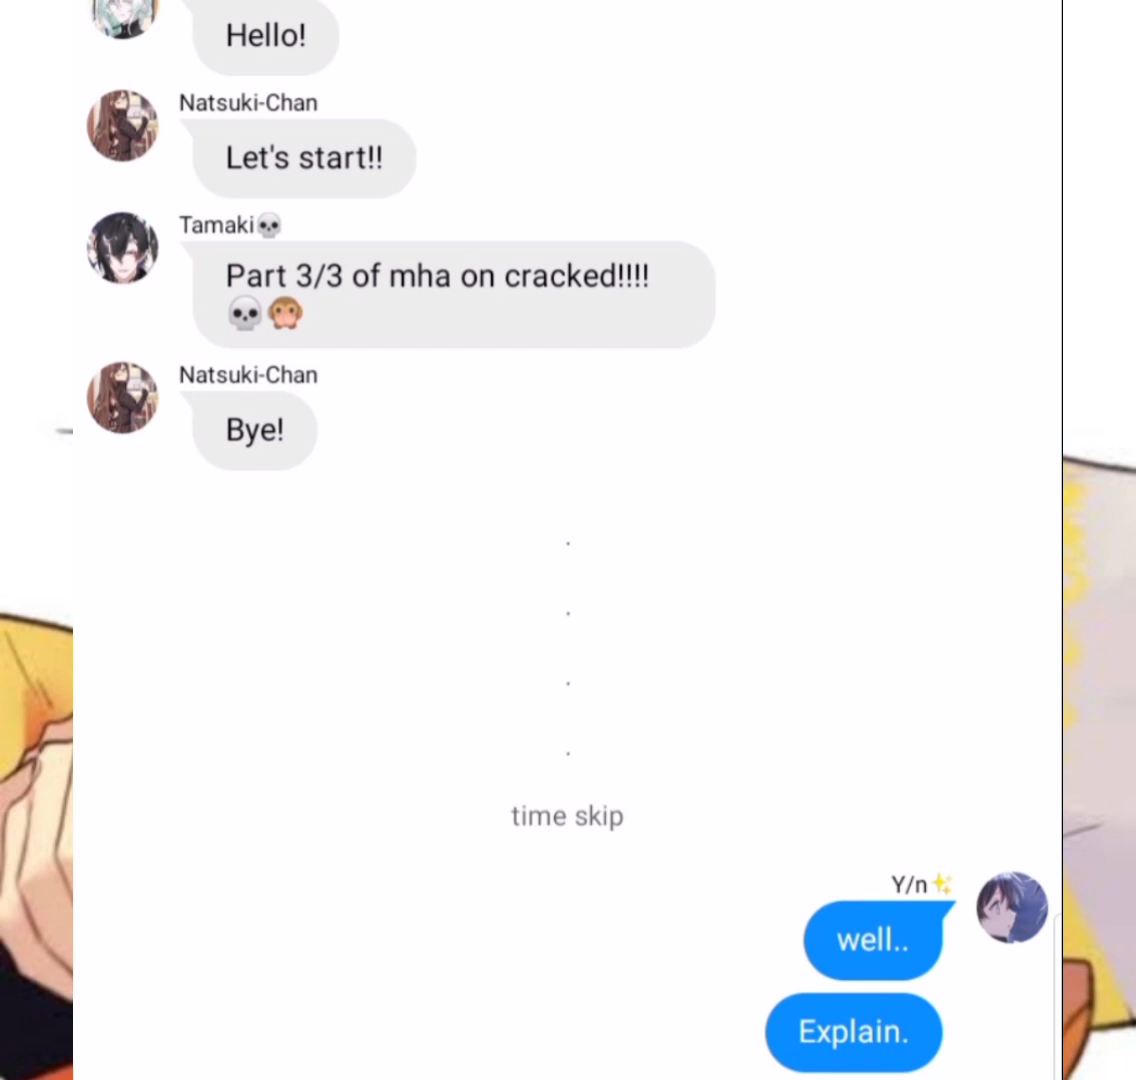 Hello!
Natsuki-Chan
Let's start!!
Tamaki💀
Part 3/3 of mha on cracked!!!!
💀🙊
Natsuki-Chan
Bye!
.
.
.
.
time skip
Y/n✨
well..
Explain.